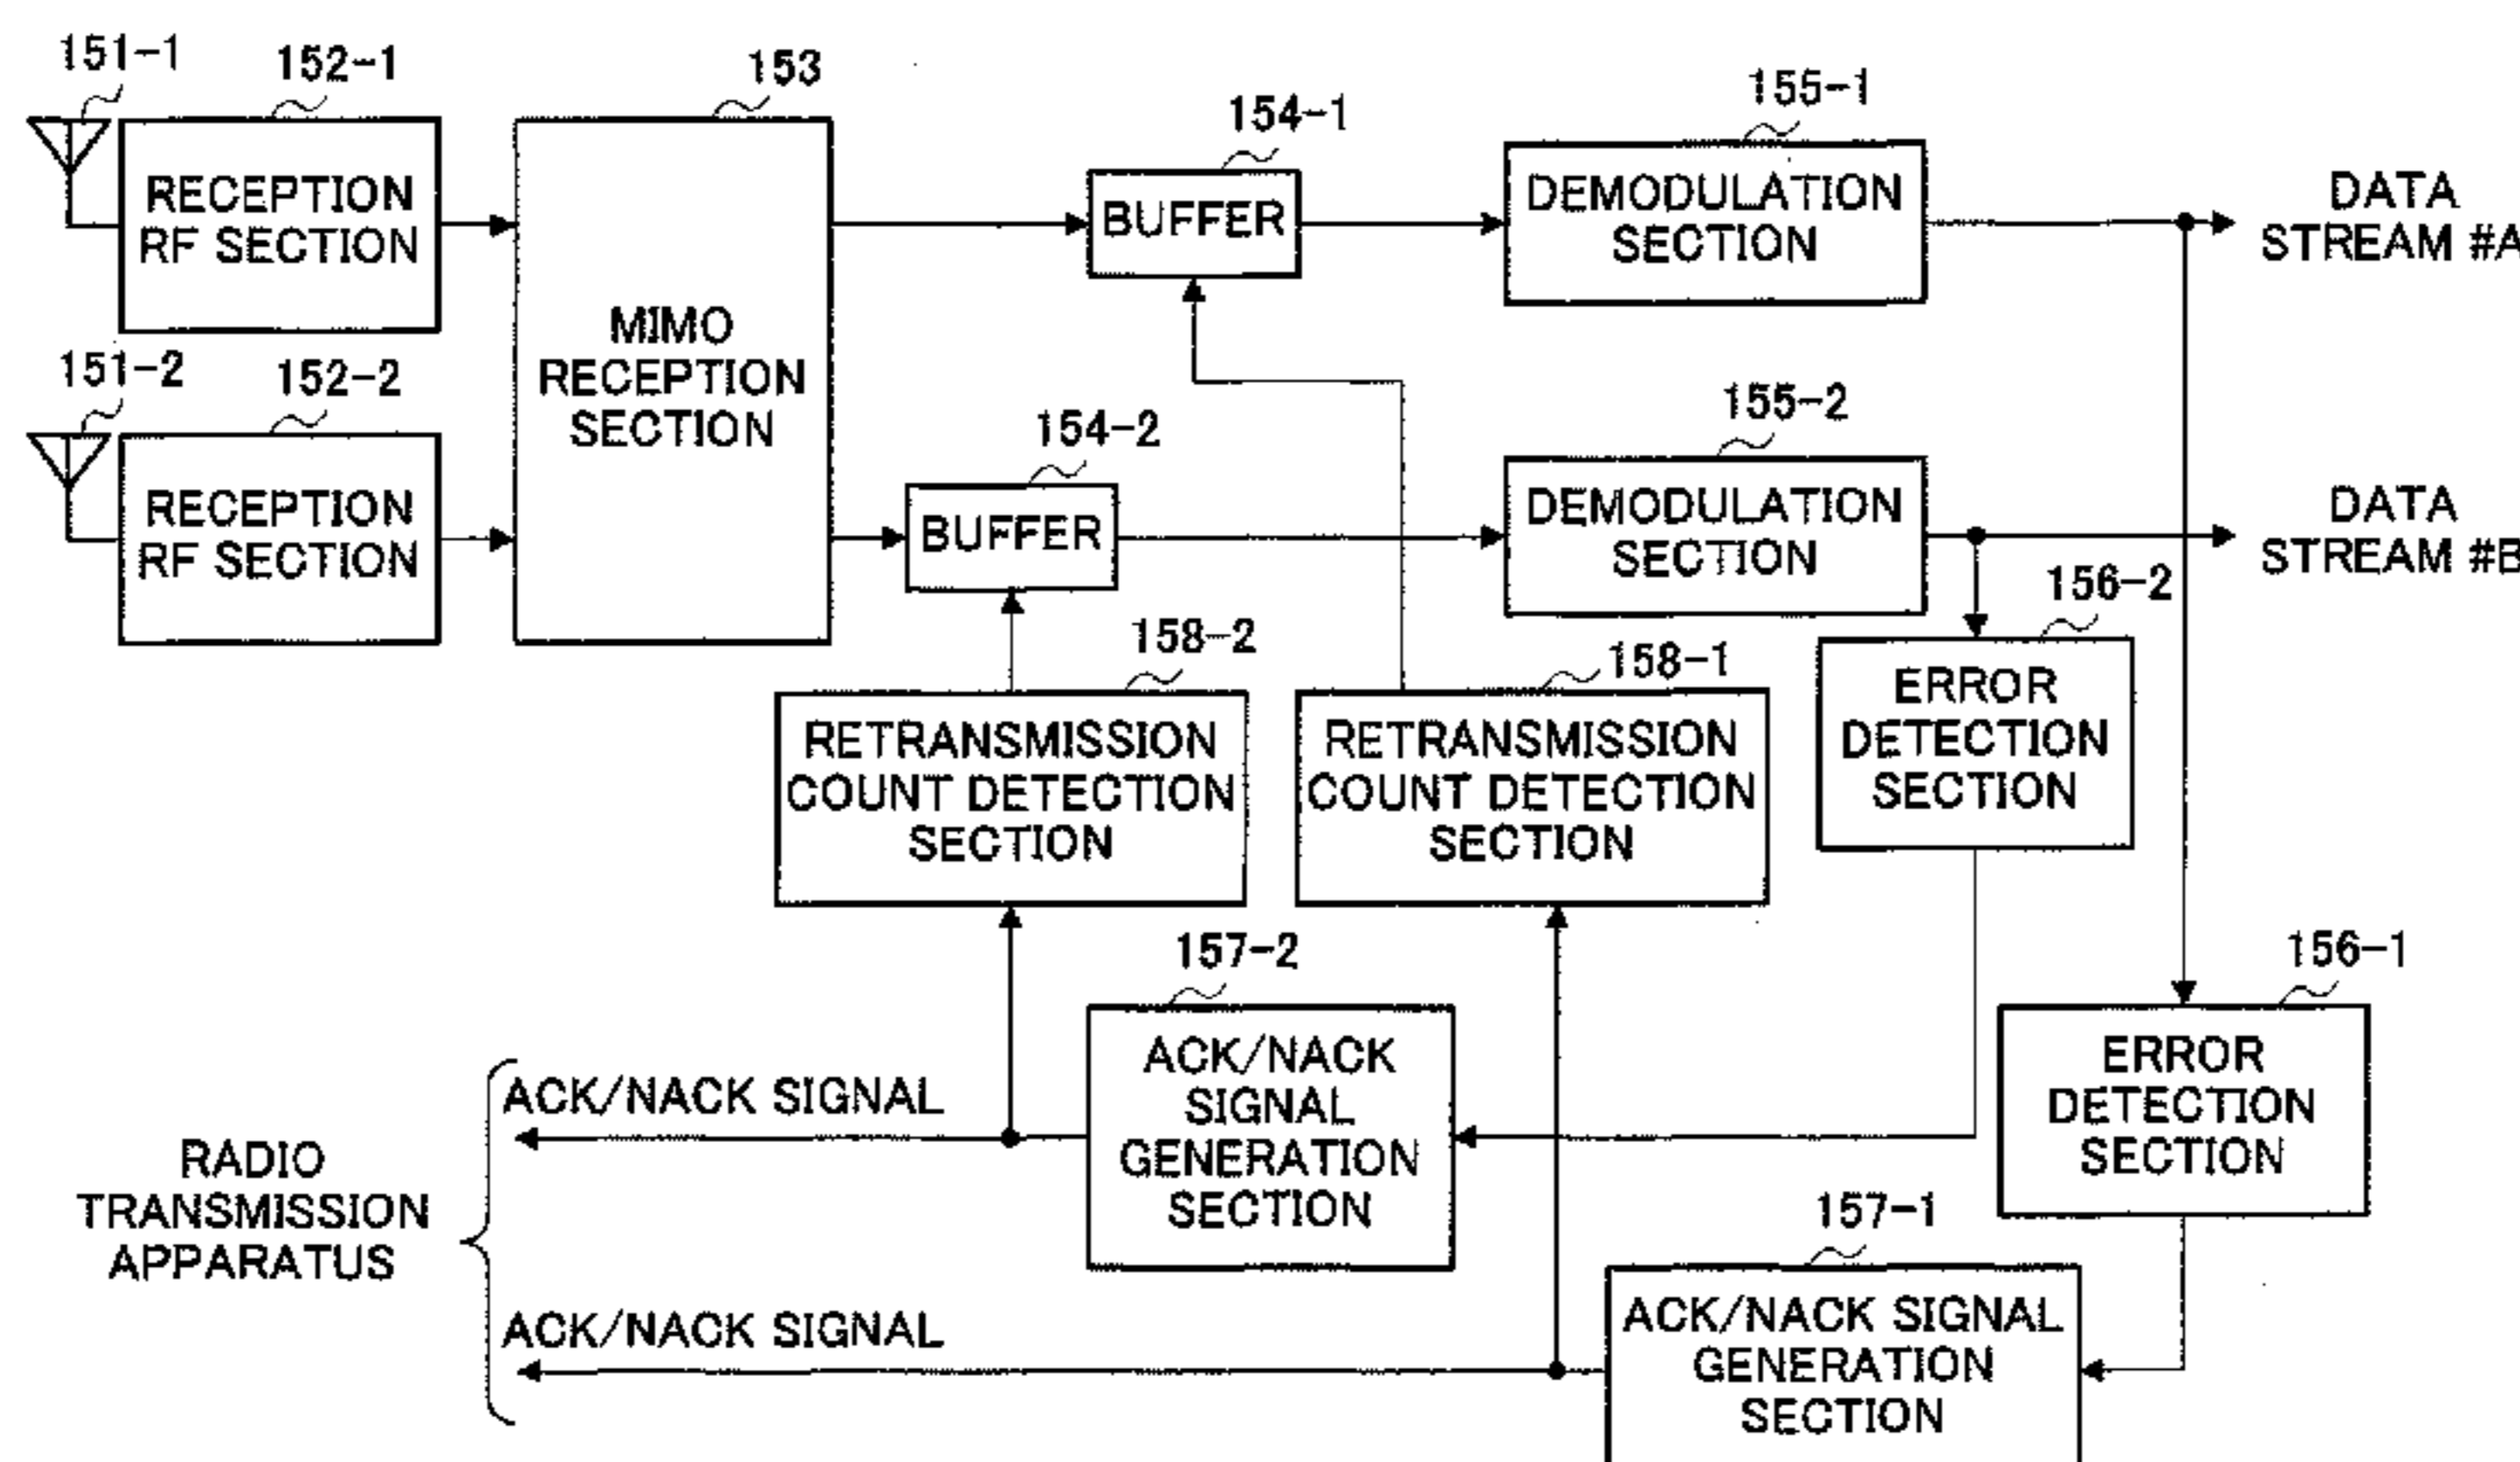 151-1
152-1
153
154-1
155-1
RECEPTION
RF SECTION
MIMO
RECEPTION
SECTION
BUFFER
DEMODULATION
SECTION
DATA
STREAM #A
151-2
152-2
154-2
155-2
RECEPTION
RF SECTION
BUFFER
DEMODULATION
SECTION
DATA
STREAM #B
156-2
158-2
158-1
RETRANSMISSION
COUNT DETECTION
SECTION
RETRANSMISSION
COUNT DETECTION
SECTION
ERROR
DETECTION
SECTION
157-2
156-1
ACK/NACK
SIGNAL
GENERATION
SECTION
ERROR
DETECTION
SECTION
ACK/NACK SIGNAL
RADIO
TRANSMISSION
APPARATUS
157-1
ACK/NACK SIGNAL
ACK/NACK SIGNAL
GENERATION
SECTION